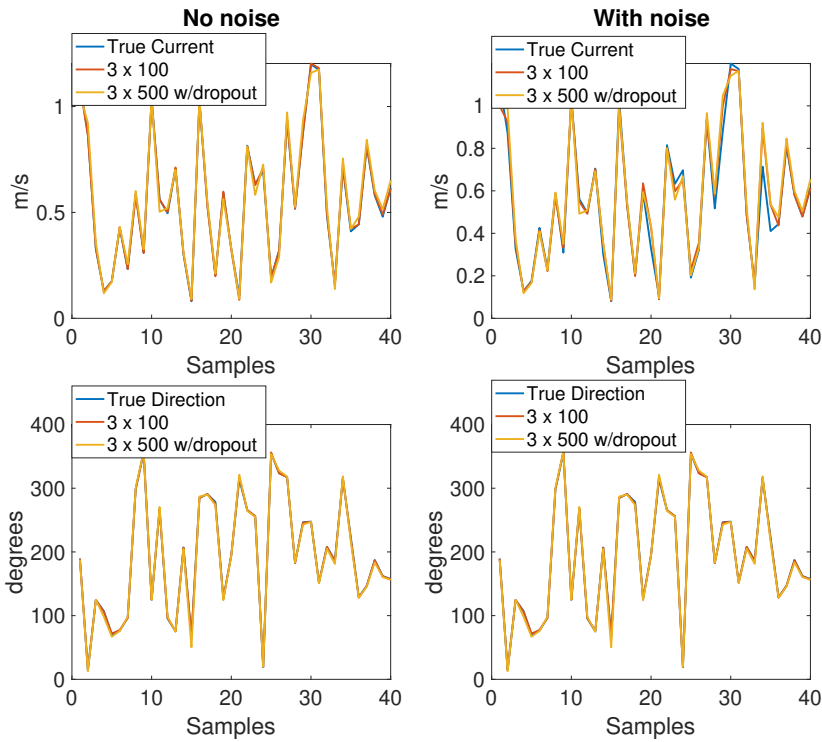 No noise
True Current
3 x 100
3 x 500 w/dropout
m/s
1
0.5
0
0 10 20 30 40
Samples
With noise
True Current
3 x 100
3 x 500 w/dropout
m/s
1
0.8
0.6
0.4
0.2
0
0 10 20 30 40
Samples
True Direction
3 x 100
3 x 500 w/dropout
degrees
400
300
200
100
0
0 10 20 30 40
Samples
True Direction
3 x 100
3 x 500 w/dropout
degrees
400
300
200
100
0
0 10 20 30 40
Samples